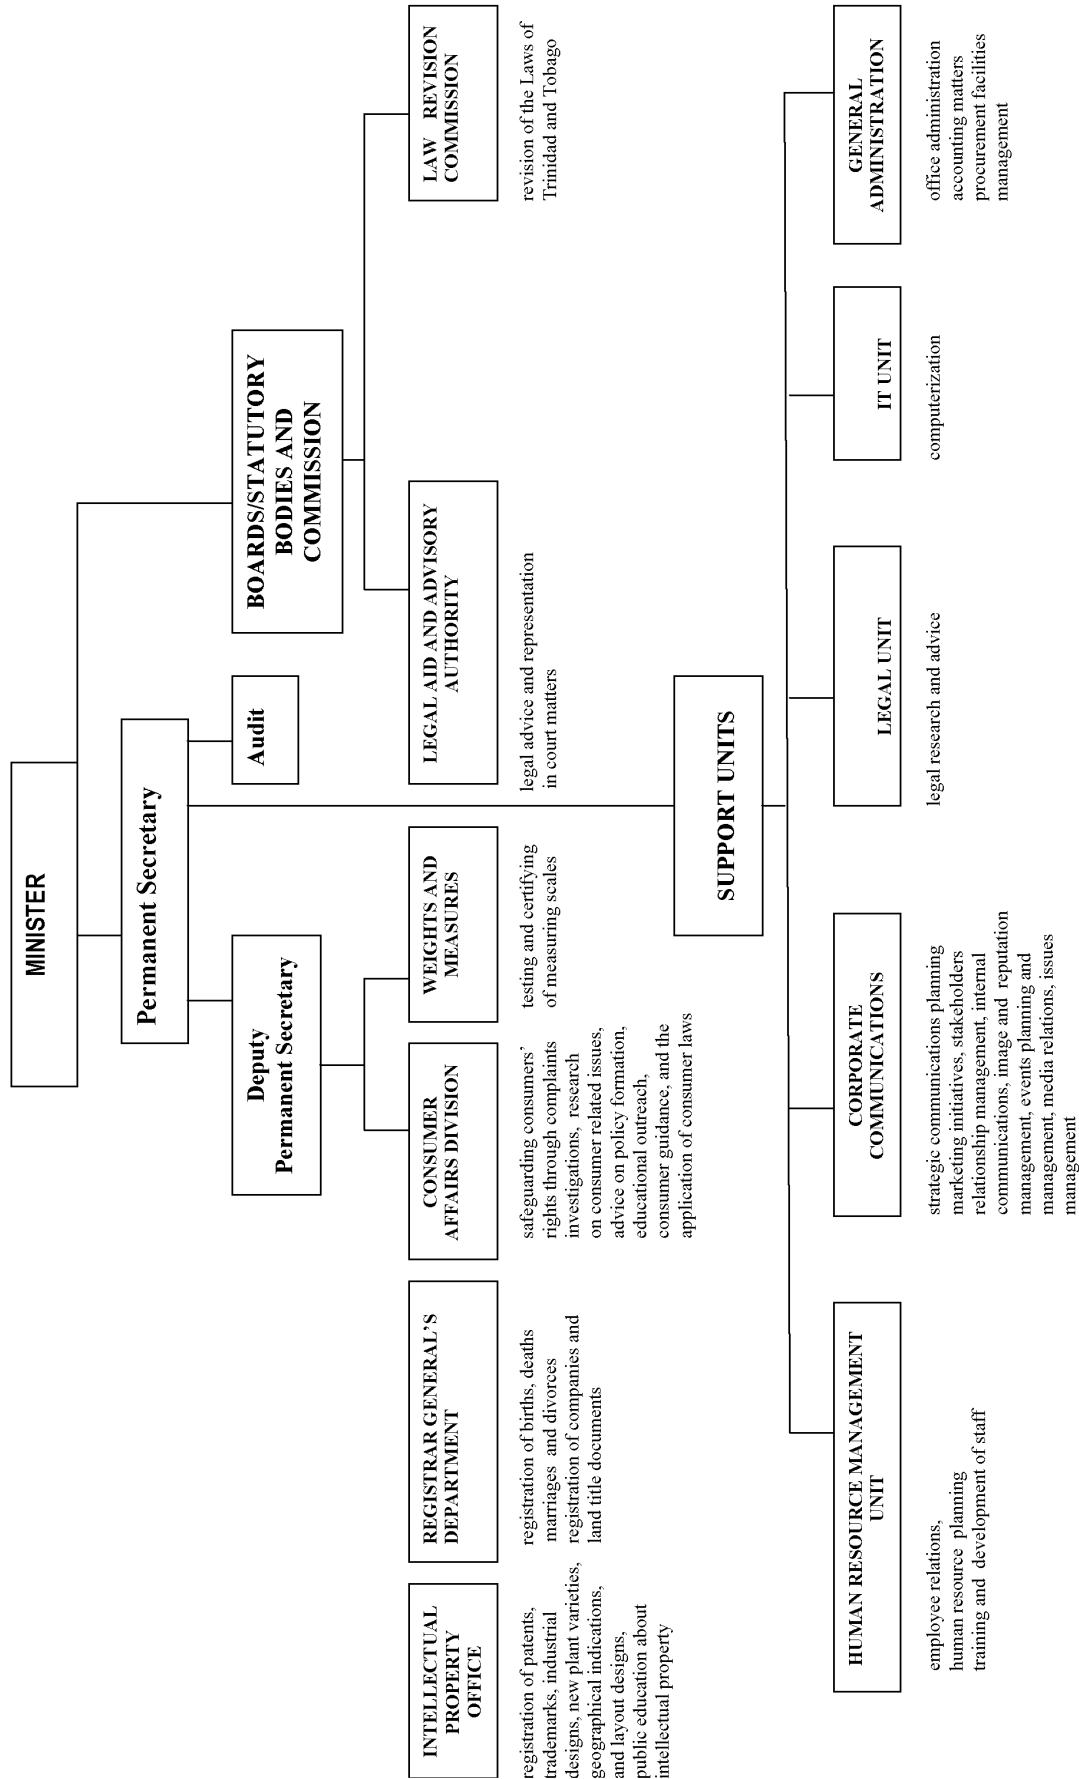 MINISTER
Permanent Secretary
Deputy
Permanent Secretary
Audit
BOARDS/STATUTORY
BODIES AND
COMMISSION
INTELLECTUAL
PROPERTY
OFFICE
registration of patents,
trademarks, industrial
designs, new plant varieties,
geographical indications,
and layout designs,
public education about
intellectual property
REGISTRAR GENERAL'S
DEPARTMENT
registration of births, deaths
marriages and divorces
registration of companies and
land title documents
CONSUMER
AFFAIRS DIVISION
safeguarding consumers'
rights through complaints
investigations, research
on consumer related issues,
advice on policy formation,
educational outreach,
consumer guidance, and the
application of consumer laws
WEIGHTS AND
MEASURES
testing and certifying
of measuring scales
LEGAL AID AND ADVISORY
AUTHORITY
legal advice and representation
in court matters
LAW REVISION
COMMISSION
revision of the Laws of
Trinidad and Tobago
SUPPORT UNITS
HUMAN RESOURCE MANAGEMENT
UNIT
employee relations,
human resource planning
training and development of staff
CORPORATE
COMMUNICATIONS
strategic communications planning
marketing initiatives, stakeholders
relationship management, internal
communications, image and reputation
management, events planning and
management, media relations, issues
management
LEGAL UNIT
legal research and advice
IT UNIT
computerization
GENERAL
ADMINISTRATION
office administration
accounting matters
procurement facilities
management